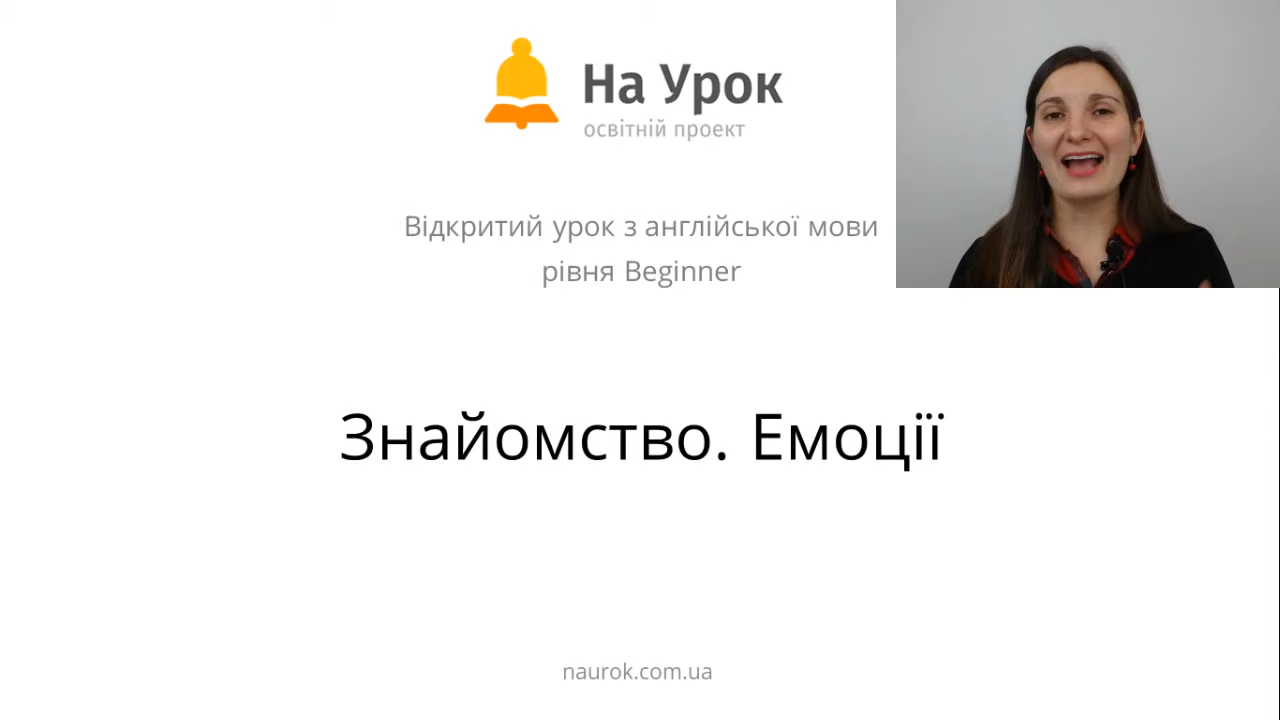 На Урок
освітній проект
Відкритий урок з англійської мови
рівня Beginner
Знайомство. Емоції
naurok.com.ua